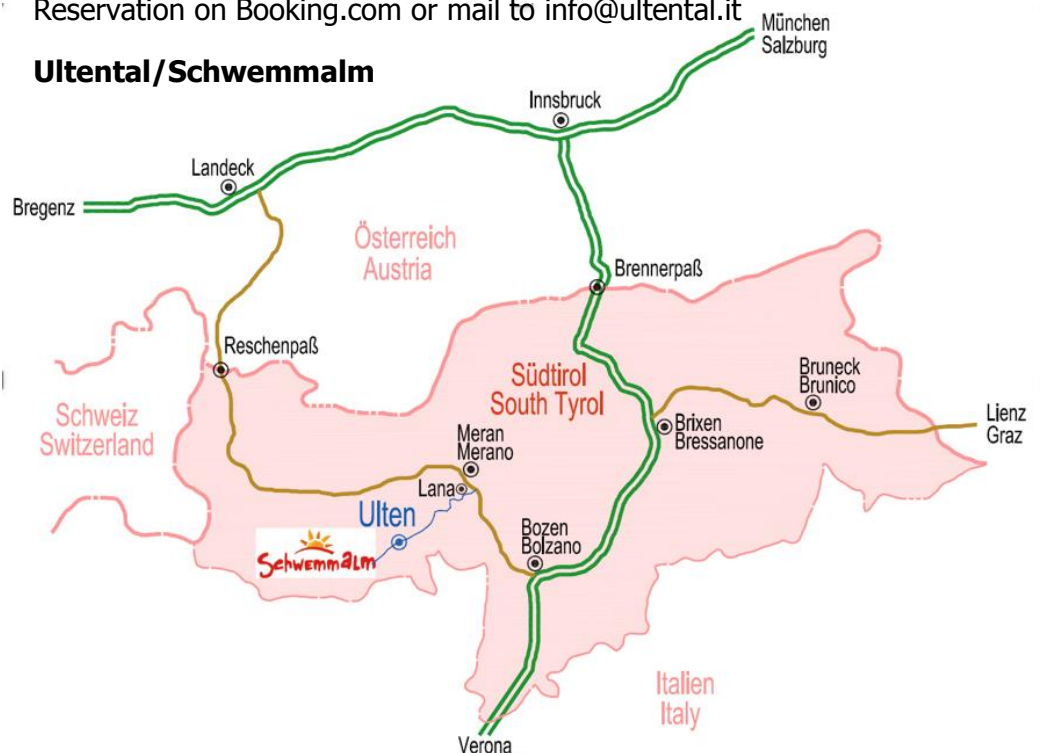 Reservation on Booking.com or mail to info@ultental.it
Ultental/Schwemmalm
München
Salzburg
Innsbruck
Landeck
Bregenz
Österreich
Austria
Brennerpaß
Reschenpaß
Südtirol
South Tyrol
Bruneck
Brunico
Schweiz
Switzerland
Brixen
Bressanone
Lienz
Graz
Meran
Merano
Lana
Ulten
Schwemmalm
Bozen
Bolzano
Italien
Italy
Verona